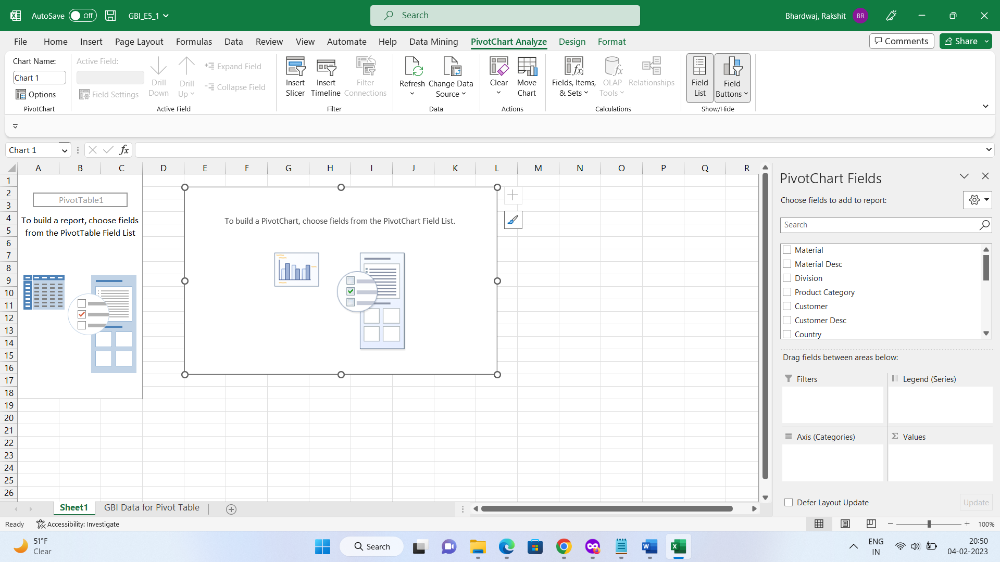 AutoSave Off GBI_E5_1 Search Bhardwaj, Rakshit BR
File Home Insert Page Layout Formulas Data Review View Automate Help Data Mining PivotChart Analyze Design Format Comments Share
Chart Name:
Chart 1
Options
PivotChart
Active Field:
Field Settings
Drill
Down
Drill
Up
Expand Field
Collapse Field
Active Field
Insert
Slicer
Insert
Timeline
Filter
Connections
Filter
Refresh
Change Data
Source
Data
Clear
Move
Chart
Actions
Fields, Items,
& Sets
OLAP
Tools
Relationships
Calculations
Field
List
Field
Buttons
Show/Hide
Chart 1 fx
A B C D E F G H I J K L M N O P Q R
1
2
3
4
5
6
7
8
9
10
11
12
13
14
15
16
17
18
19
20
21
22
23
24
25
26
PivotTable1
To build a report, choose fields
from the PivotTable Field List
To build a PivotChart, choose fields from the PivotChart Field List.
PivotChart Fields
Choose fields to add to report:
Search
Material
Material Desc
Division
Product Category
Customer
Customer Desc
Country
Drag fields between areas below:
Filters
Legend (Series)
Axis (Categories)
Σ Values
Defer Layout Update
Update
Sheet1 GBI Data for Pivot Table
Ready Accessibility: Investigate 100%
51°F
Clear
Search
ENG
IN
20:50
04-02-2023